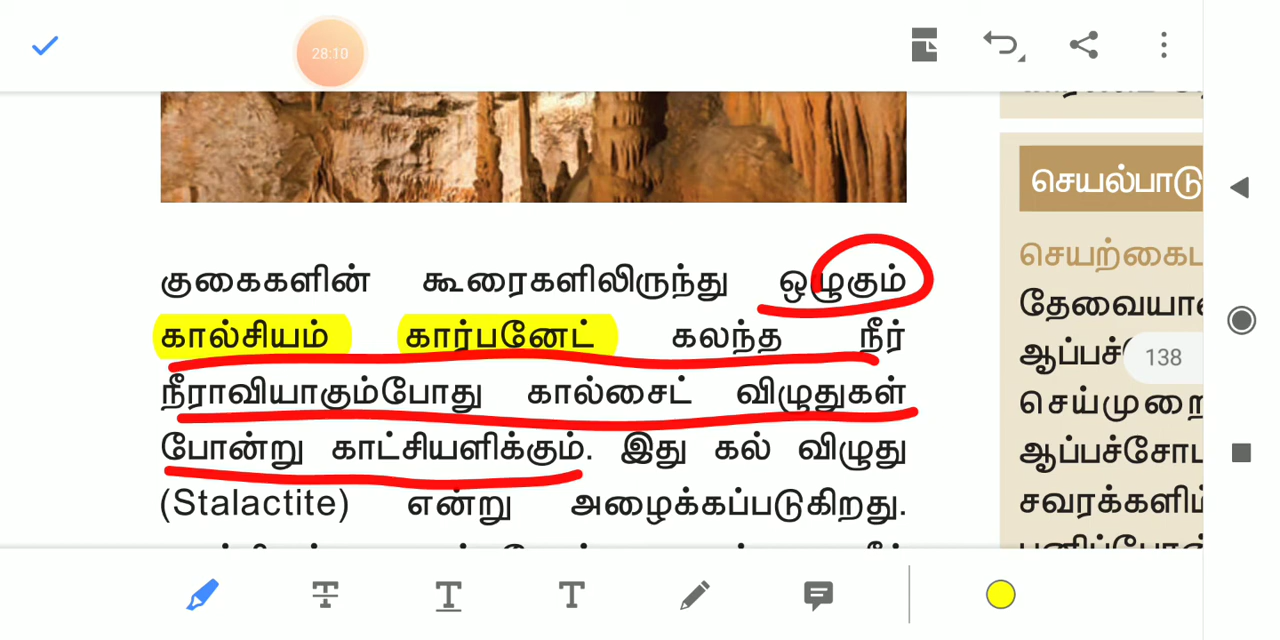 28:10
குகைகளின் கூரைகளிலிருந்து ஒழுகும்
கால்சியம் கார்பனேட் கலந்த நீர்
நீராவியாகும்போது கால்சைட் விழுதுகள்
போன்று காட்சியளிக்கும். இது கல் விழுது
(Stalactite) என்று அழைக்கப்படுகிறது.
செயல்பாடு
செயற்கைப
தேவையான
ஆப்பச்
செய்முறை
ஆப்பச்சோட
சவரக்களிம்
138